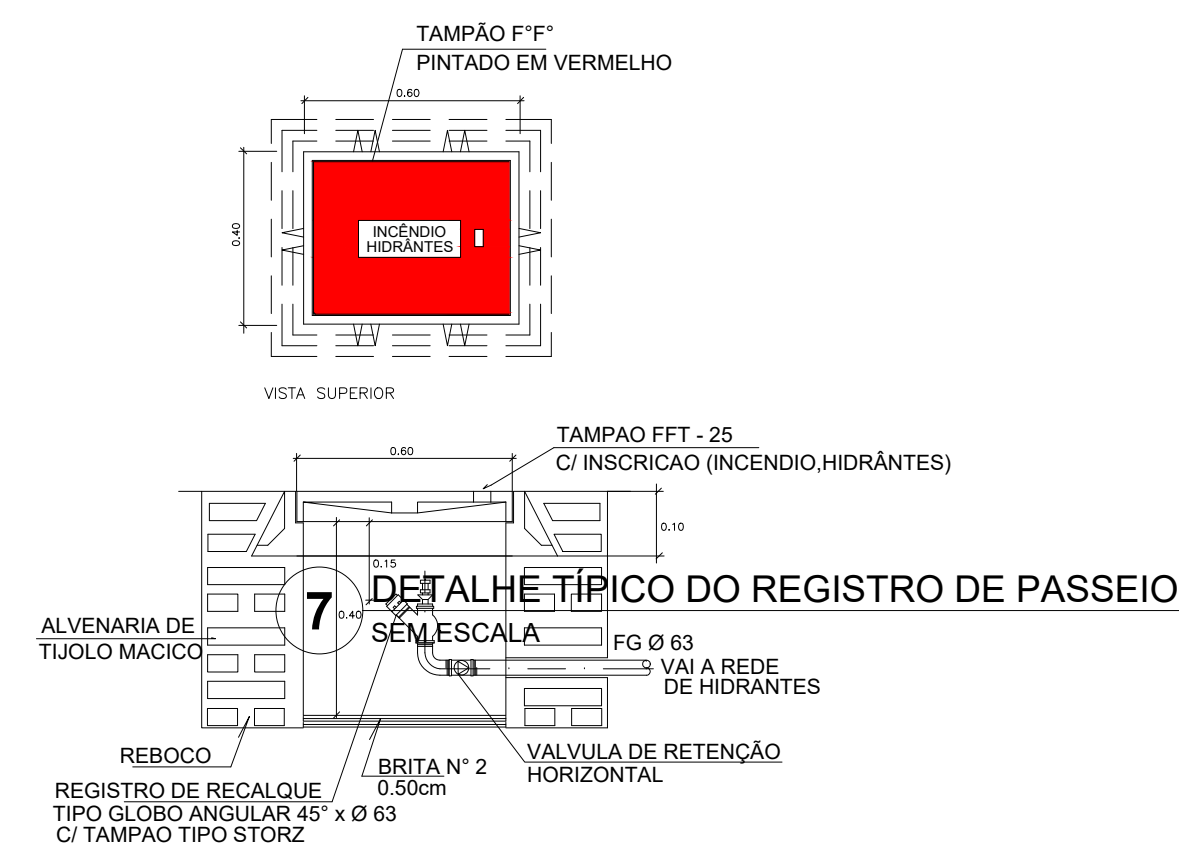 TAMPÃO F°F°
PINTADO EM VERMELHO
0.60
0.40
INCÊNDIO
HIDRÂNTES
VISTA SUPERIOR
TAMPAO FFT - 25
C/ INSCRICAO (INCENDIO,HIDRÂNTES)
0.60
0.10
0.15
7
DETALHE TÍPICO DO REGISTRO DE PASSEIO
0.40
SEM ESCALA
ALVENARIA DE
TIJOLO MACICO
FG Ø 63
VAI A REDE
DE HIDRANTES
REBOCO
BRITA N° 2
0.50cm
VALVULA DE RETENÇÃO
HORIZONTAL
REGISTRO DE RECALQUE
TIPO GLOBO ANGULAR 45° x Ø 63
C/ TAMPAO TIPO STORZ